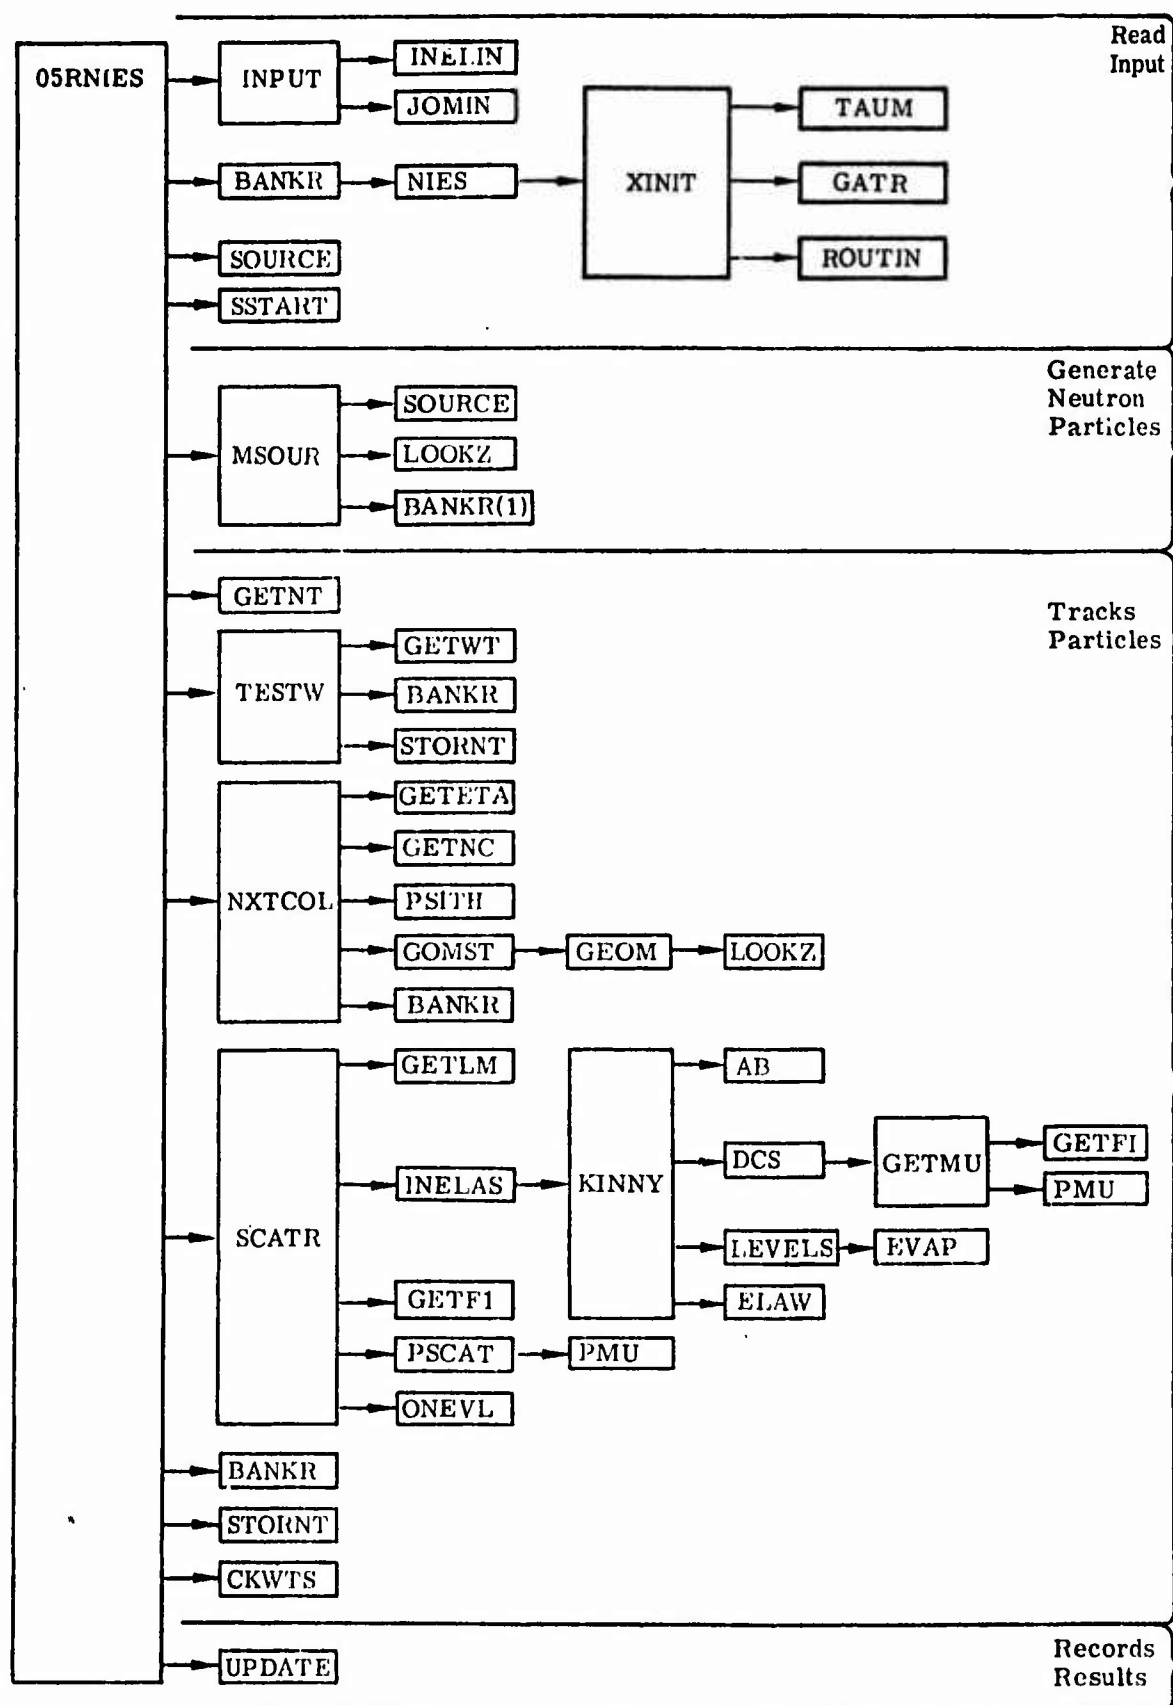 Read
Input
05RNIES
INPUT
INELIN
JOMIN
BANKR
NIES
XINIT
TAUM
GATR
ROUTIN
SOURCE
SSTART
Generate
Neutron
Particles
MSOUR
SOURCE
LOOKZ
BANKR(1)
Tracks
Particles
GETNT
TESTW
GETWT
BANKR
STORNT
NXTCOL
GETETA
GETNC
PSITH
GOMST
GEOM
LOOKZ
BANKR
SCATR
GETLM
INELAS
KINNY
AB
DCS
GETMU
GETFI
PMU
LEVELS
EVAP
ELAW
GETF1
PSCAT
PMU
ONEVL
BANKR
STORNT
CKWTS
UPDATE
Records
Results